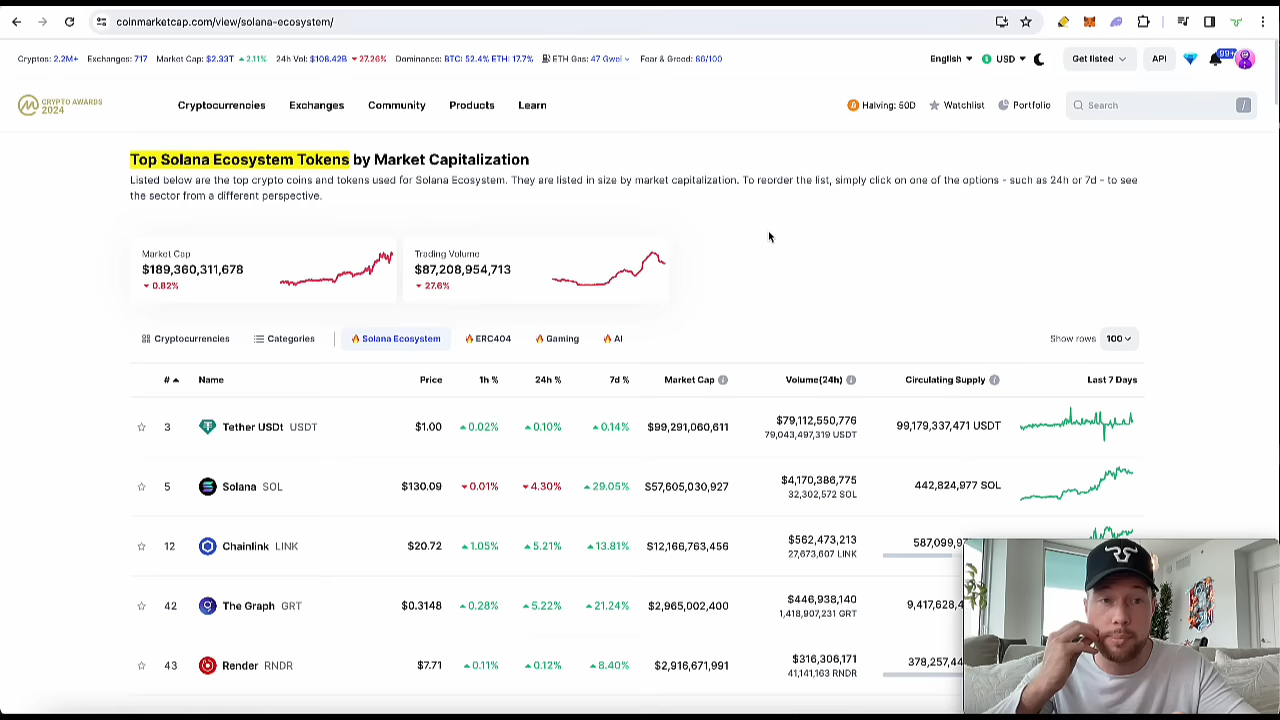 coinmarketcap.com/view/solana-ecosystem/
Cryptos: 2.2M+ Exchanges: 717 Market Cap: $2.33T 2.11% 24h Vol: $108.42B 27.26% Dominance: BTC: 52.4% ETH: 17.7% ETH Gas: 47 Gwei Fear & Greed: 66/100
English USD Get listed API 99+
CRYPTO AWARDS
2024
Cryptocurrencies Exchanges Community Products Learn
Halving: 50D Watchlist Portfolio Search /
Top Solana Ecosystem Tokens by Market Capitalization
Listed below are the top crypto coins and tokens used for Solana Ecosystem. They are listed in size by market capitalization. To reorder the list, simply click on one of the options - such as 24h or 7d - to see
the sector from a different perspective.
Market Cap
$189,360,311,678
0.82%
Trading Volume
$87,208,954,713
27.6%
Cryptocurrencies Categories Solana Ecosystem ERC404 Gaming AI Show rows 100
# Name Price 1h % 24h % 7d % Market Cap Volume(24h) Circulating Supply Last 7 Days
3 Tether USDt USDT $1.00 0.02% 0.10% 0.14% $99,291,060,611 $79,112,550,776 99,179,337,471 USDT
79,043,497,319 USDT
5 Solana SOL $130.09 0.01% 4.30% 29.05% $57,605,030,927 $4,170,386,775 442,824,977 SOL
32,302,572 SOL
12 Chainlink LINK $20.72 1.05% 5.21% 13.81% $12,166,763,456 $562,473,213 587,099,97
27,673,607 LINK
42 The Graph GRT $0.3148 0.28% 5.22% 21.24% $2,965,002,400 $446,938,140 9,417,628,4
1,418,907,231 GRT
43 Render RNDR $7.71 0.11% 0.12% 8.40% $2,916,671,991 $316,306,171 378,257,44
41,141,163 RNDR